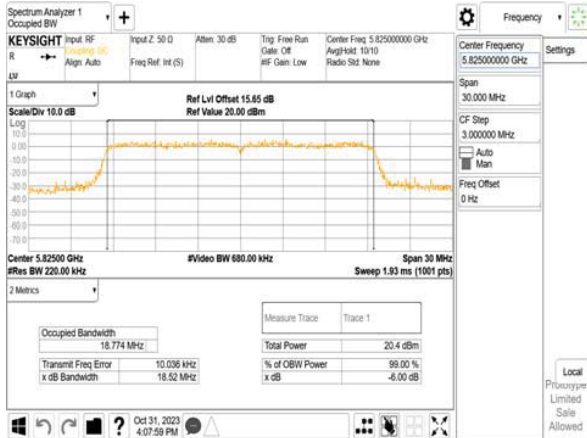 Spectrum Analyzer 1
Occupied BW
+
Frequency
KEYSIGHT
R
LVI
Input: RF
Coupling: DC
Align: Auto
Input Z: 50 Ω
Freq Ref: Int (S)
Atten: 30 dB
Trig: Free Run
Gate: Off
#IF Gain: Low
Center Freq: 5.825000000 GHz
Avg|Hold: 10/10
Radio Std: None
1 Graph
Scale/Div 10.0 dB
Ref Lvl Offset 15.65 dB
Ref Value 20.00 dBm
Log
10.0
0.00
-10.0
-20.0
-30.0
-40.0
-50.0
-60.0
-70.0
Center 5.82500 GHz
#Res BW 220.00 kHz
#Video BW 680.00 kHz
Span 30 MHz
Sweep 1.93 ms (1001 pts)
2 Metrics
Measure Trace Trace 1
Occupied Bandwidth
18.774 MHz
Total Power 20.4 dBm
Transmit Freq Error 10.036 kHz
% of OBW Power 99.00 %
x dB Bandwidth 18.52 MHz
x dB -6.00 dB
Oct 31, 2023
4:07:59 PM
Center Frequency
5.825000000 GHz
Settings
Span
30.000 MHz
CF Step
3.000000 MHz
Auto
Man
Freq Offset
0 Hz
Local
Prototype
Limited
Sale
Allowed